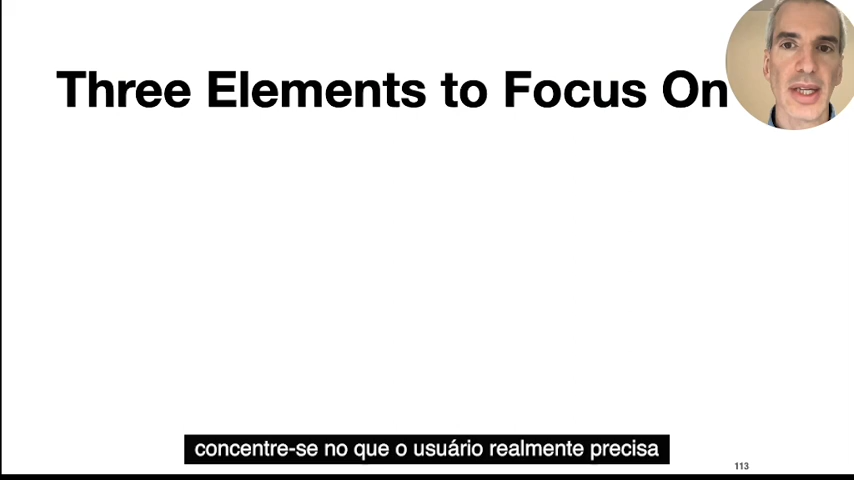 Three Elements to Focus On
concentre-se no que o usuário realmente precisa
113